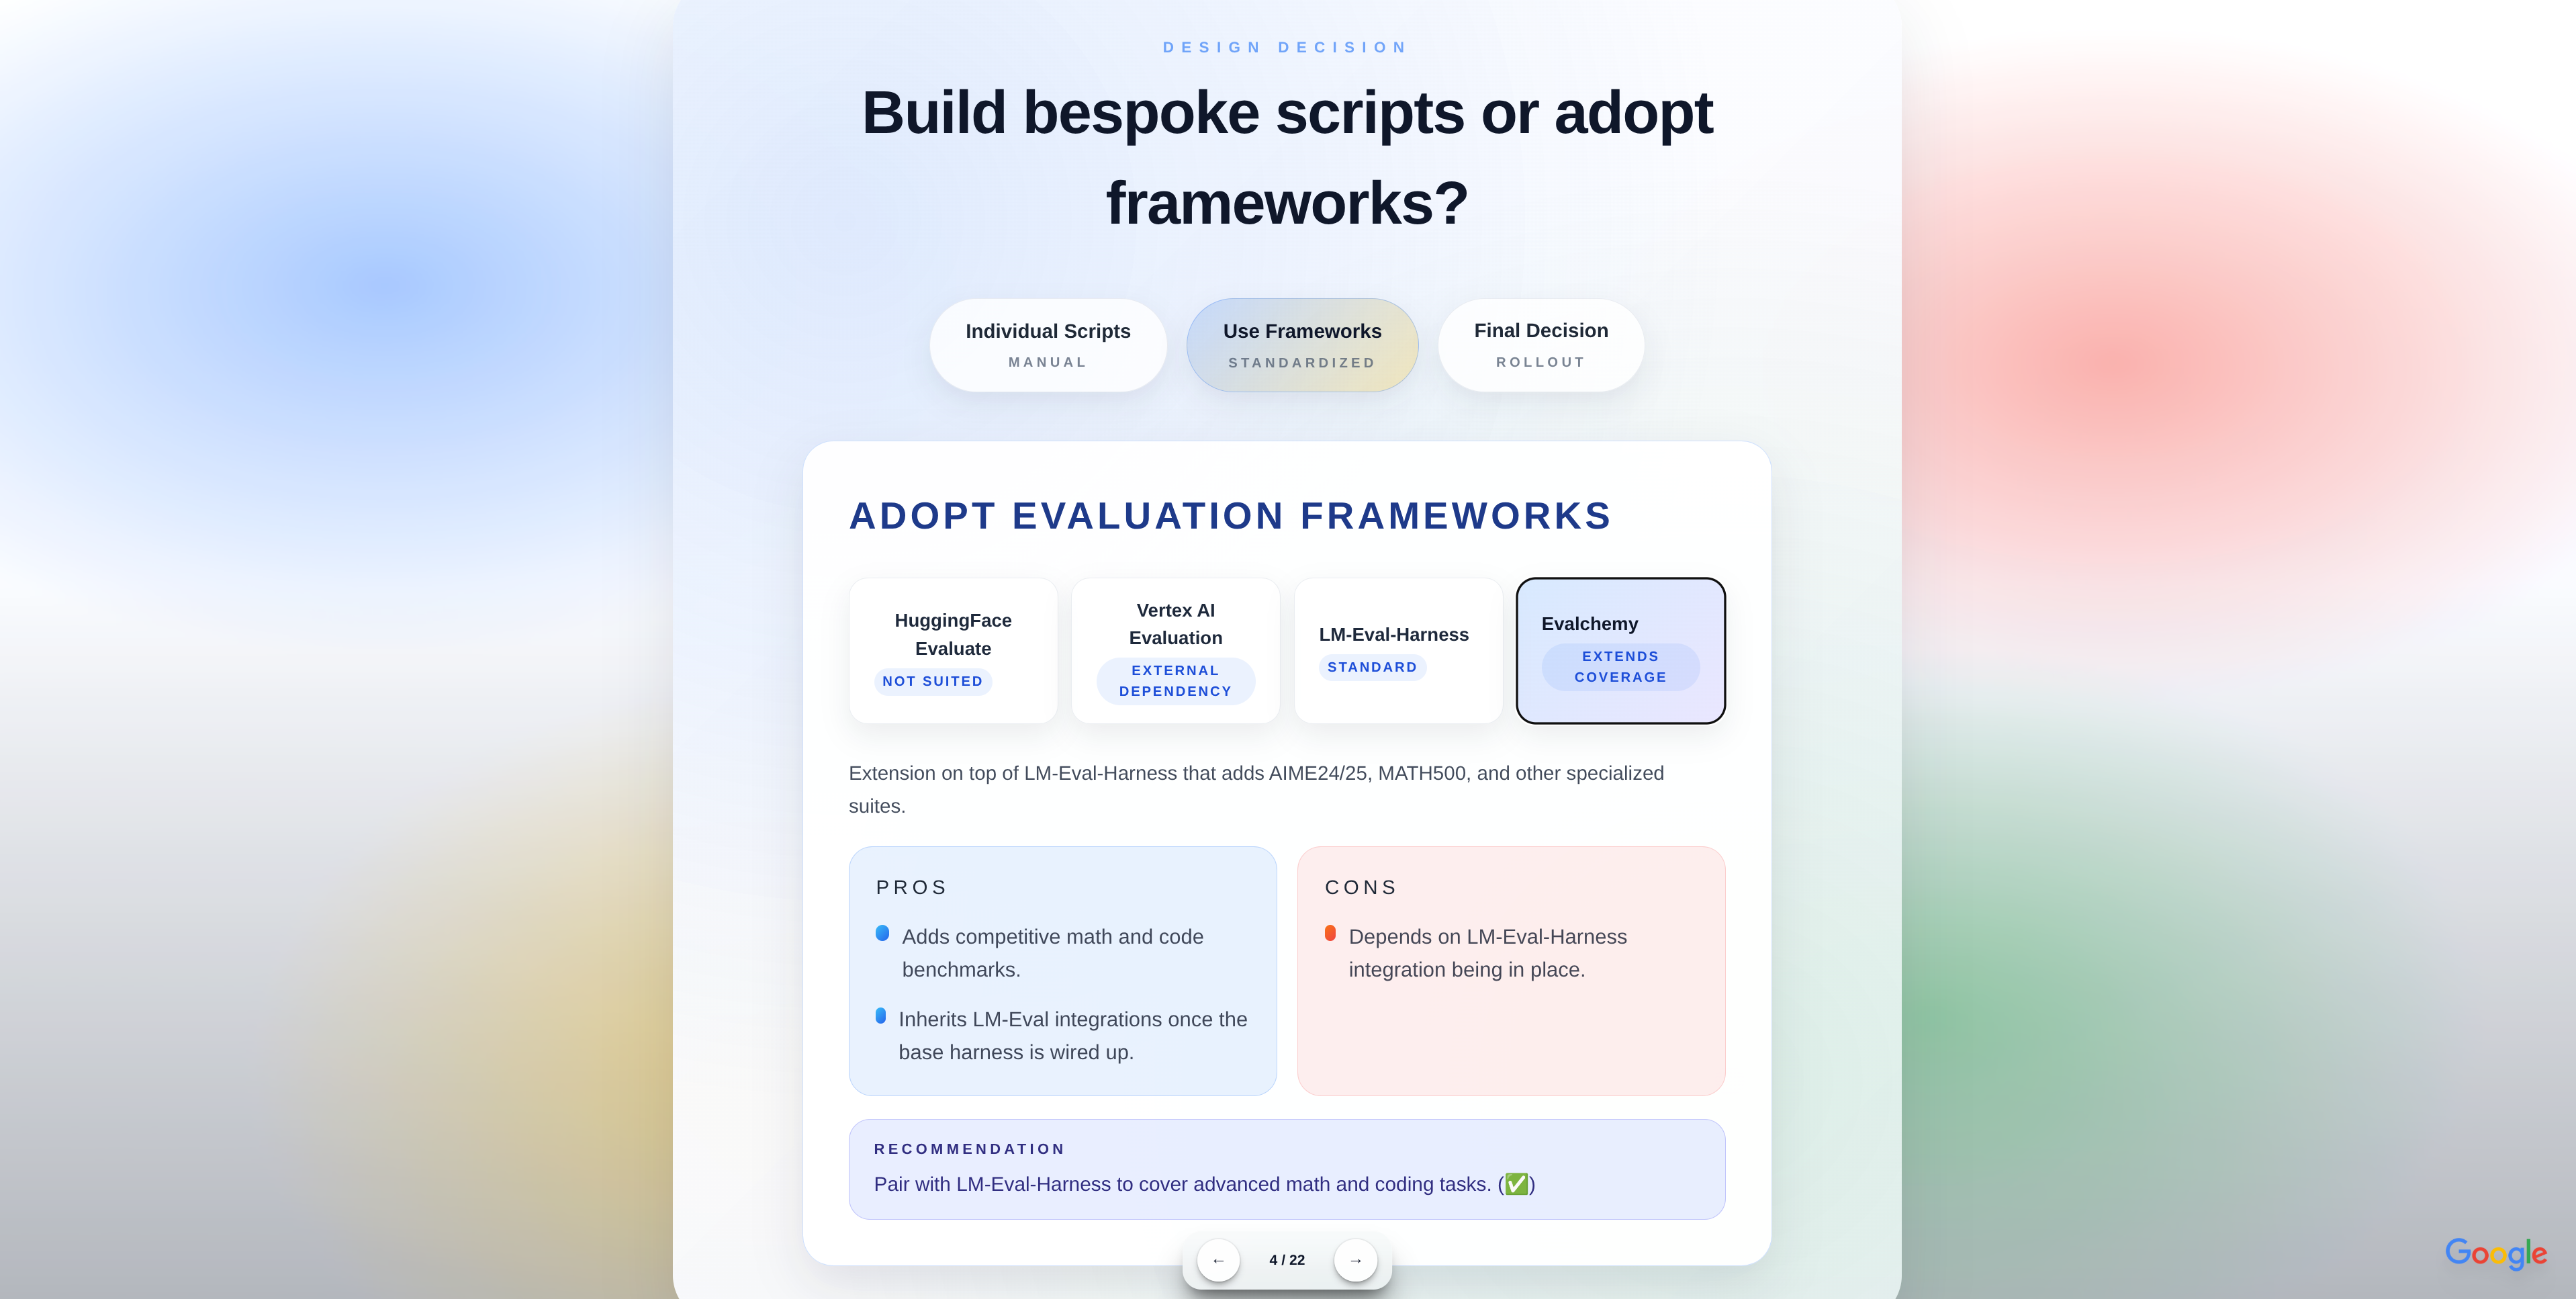 DESIGN DECISION
Build bespoke scripts or adopt
frameworks?
Individual Scripts
MANUAL
Use Frameworks
STANDARDIZED
Final Decision
ROLLOUT
ADOPT EVALUATION FRAMEWORKS
HuggingFace
Evaluate
NOT SUITED
Vertex AI
Evaluation
EXTERNAL
DEPENDENCY
LM-Eval-Harness
STANDARD
Evalchemy
EXTENDS
COVERAGE
Extension on top of LM-Eval-Harness that adds AIME24/25, MATH500, and other specialized
suites.
PROS
Adds competitive math and code
benchmarks.
Inherits LM-Eval integrations once the
base harness is wired up.
CONS
Depends on LM-Eval-Harness
integration being in place.
RECOMMENDATION
Pair with LM-Eval-Harness to cover advanced math and coding tasks. (✅)
← 4 / 22 →
Google